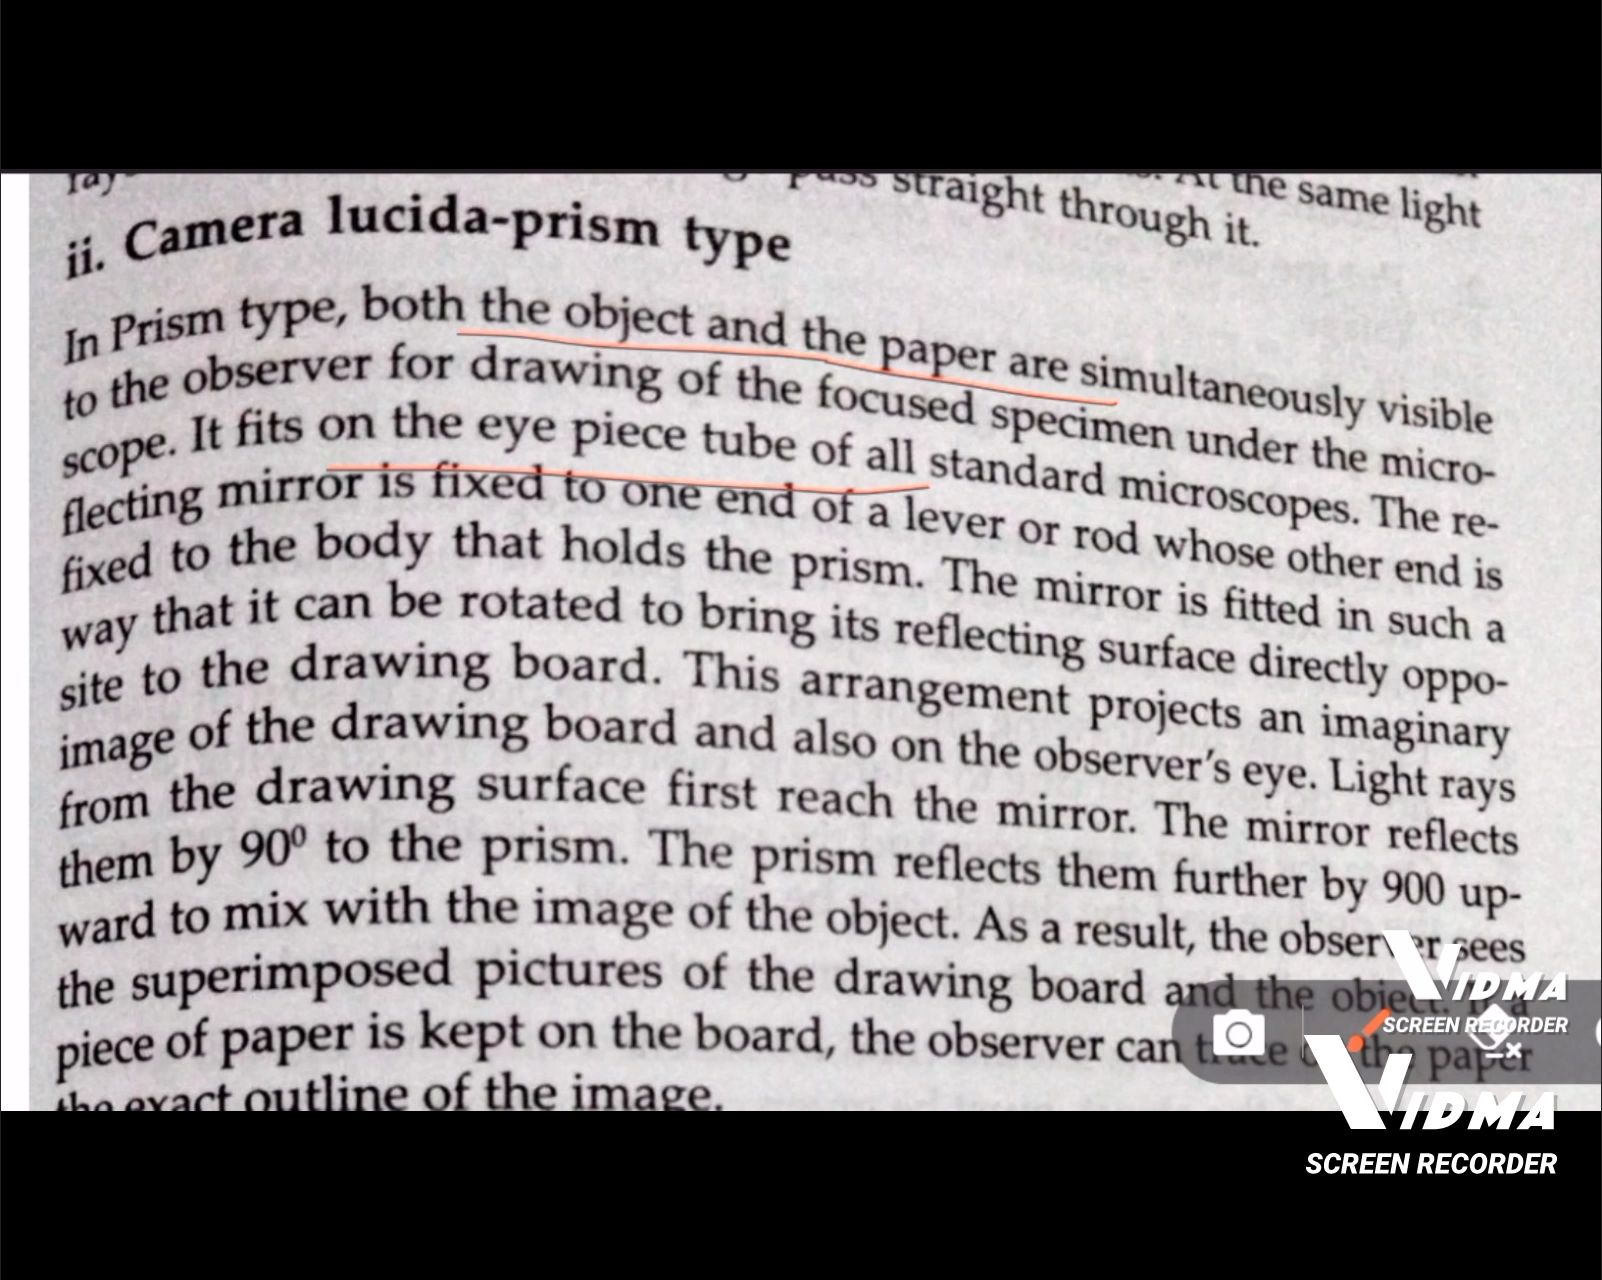 pass straight through it. At the same light
ii. Camera lucida-prism type
In Prism type, both the object and the paper are simultaneously visible
to the observer for drawing of the focused specimen under the micro-
scope. It fits on the eye piece tube of all standard microscopes. The re-
flecting mirror is fixed to one end of a lever or rod whose other end is
fixed to the body that holds the prism. The mirror is fitted in such a
way that it can be rotated to bring its reflecting surface directly oppo-
site to the drawing board. This arrangement projects an imaginary
image of the drawing board and also on the observer's eye. Light rays
from the drawing surface first reach the mirror. The mirror reflects
them by 90⁰ to the prism. The prism reflects them further by 900 up-
ward to mix with the image of the object. As a result, the observer sees
the superimposed pictures of the drawing board and the object.
piece of paper is kept on the board, the observer can trace the paper
the exact outline of the image.
VIDMA
SCREEN RECORDER
VIDMA
SCREEN RECORDER